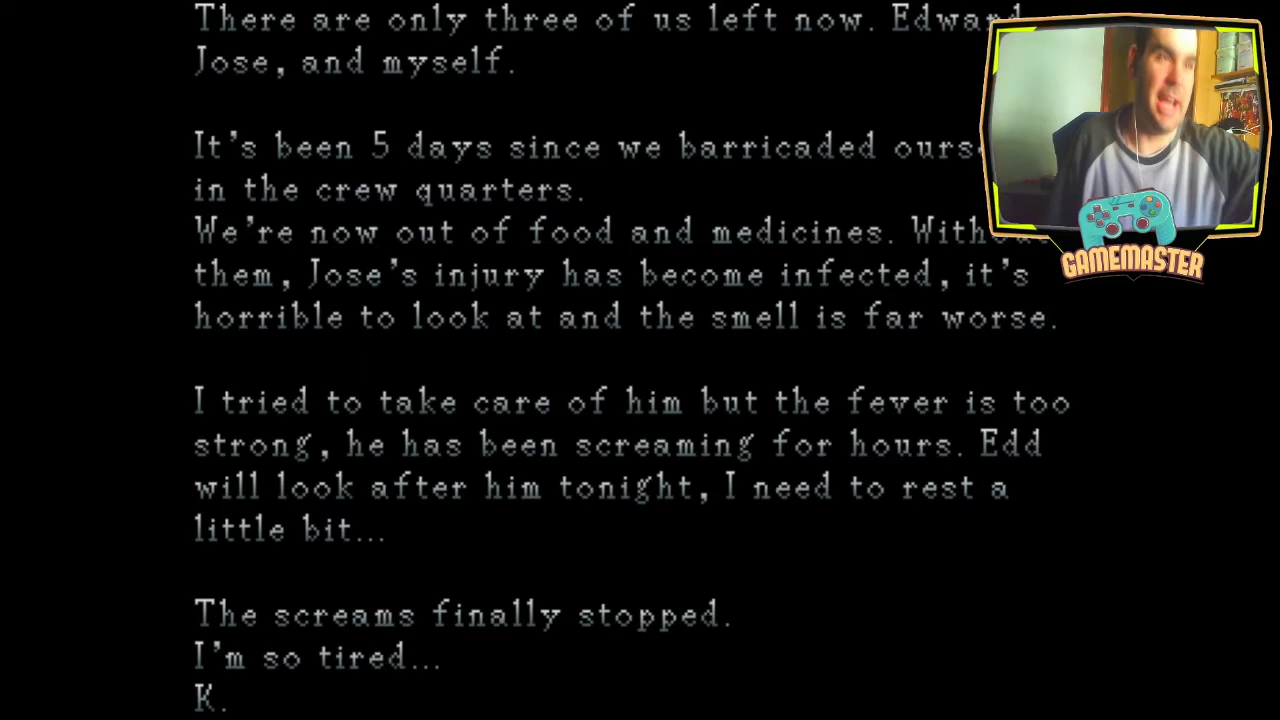 There are only three of us left now. Edward
Jose, and myself.
It's been 5 days since we barricaded
in the crew quarters.
We're now out of food and medicines. Without
them, Jose's injury has become infected, it's
horrible to look at and the smell is far worse.
I tried to take care of him but the fever is too
strong, he has been screaming for hours. Edd
will look after him tonight, I need to rest a
little bit...
The screams finally stopped.
I'm so tired...
K.
GAMEMASTER